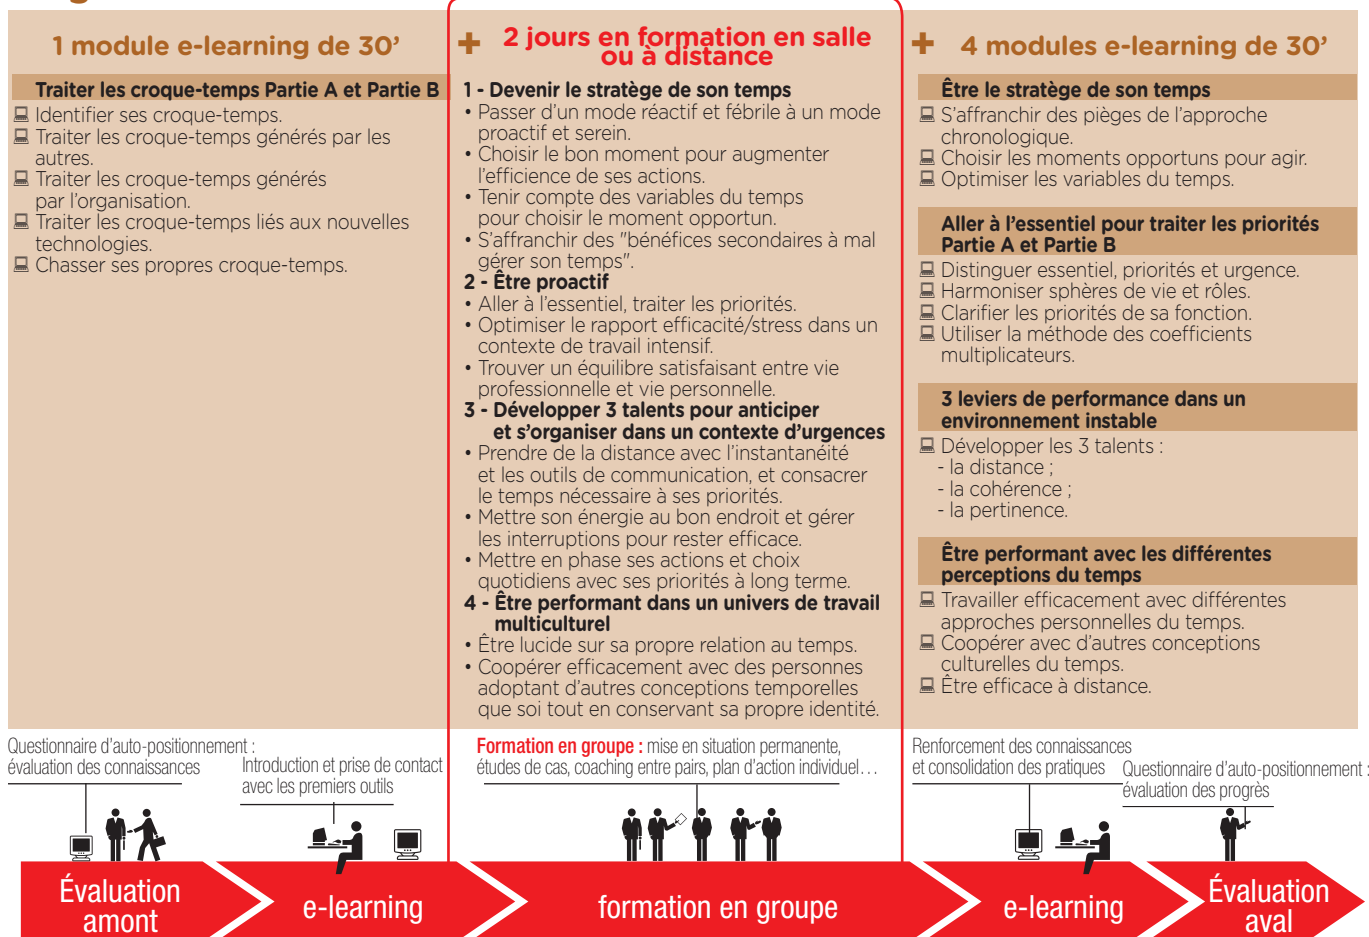 1 module e-learning de 30’
Traiter les croque-temps Partie A et Partie B
Identifier ses croque-temps.
Traiter les croque-temps générés par les
autres.
Traiter les croque-temps générés
par l’organisation.
Traiter les croque-temps liés aux nouvelles
technologies.
Chasser ses propres croque-temps.
+ 2 jours en formation en salle
ou à distance
1 - Devenir le stratège de son temps
• Passer d’un mode réactif et fébrile à un mode
proactif et serein.
• Choisir le bon moment pour augmenter
l’efficience de ses actions.
• Tenir compte des variables du temps
pour choisir le moment opportun.
• S’affranchir des "bénéfices secondaires à mal
gérer son temps".
2 - Être proactif
• Aller à l’essentiel, traiter les priorités.
• Optimiser le rapport efficacité/stress dans un
contexte de travail intensif.
• Trouver un équilibre satisfaisant entre vie
professionnelle et vie personnelle.
3 - Développer 3 talents pour anticiper
et s’organiser dans un contexte d’urgences
• Prendre de la distance avec l’instantanéité
et les outils de communication, et consacrer
le temps nécessaire à ses priorités.
• Mettre son énergie au bon endroit et gérer
les interruptions pour rester efficace.
• Mettre en phase ses actions et choix
quotidiens avec ses priorités à long terme.
4 - Être performant dans un univers de travail
multiculturel
• Être lucide sur sa propre relation au temps.
• Coopérer efficacement avec des personnes
adoptant d’autres conceptions temporelles
que soi tout en conservant sa propre identité.
+ 4 modules e-learning de 30’
Être le stratège de son temps
S’affranchir des pièges de l’approche
chronologique.
Choisir les moments opportuns pour agir.
Optimiser les variables du temps.
Aller à l’essentiel pour traiter les priorités
Partie A et Partie B
Distinguer essentiel, priorités et urgence.
Harmoniser sphères de vie et rôles.
Clarifier les priorités de sa fonction.
Utiliser la méthode des coefficients
multiplicateurs.
3 leviers de performance dans un
environnement instable
Développer les 3 talents :
- la distance ;
- la cohérence ;
- la pertinence.
Être performant avec les différentes
perceptions du temps
Travailler efficacement avec différentes
approches personnelles du temps.
Coopérer avec d’autres conceptions
culturelles du temps.
Être efficace à distance.
Questionnaire d’auto-positionnement :
évaluation des connaissances
Introduction et prise de contact
avec les premiers outils
Formation en groupe : mise en situation permanente,
études de cas, coaching entre pairs, plan d’action individuel…
Renforcement des connaissances
et consolidation des pratiques
Questionnaire d’auto-positionnement :
évaluation des progrès
Évaluation
amont
e-learning
formation en groupe
e-learning
Évaluation
aval